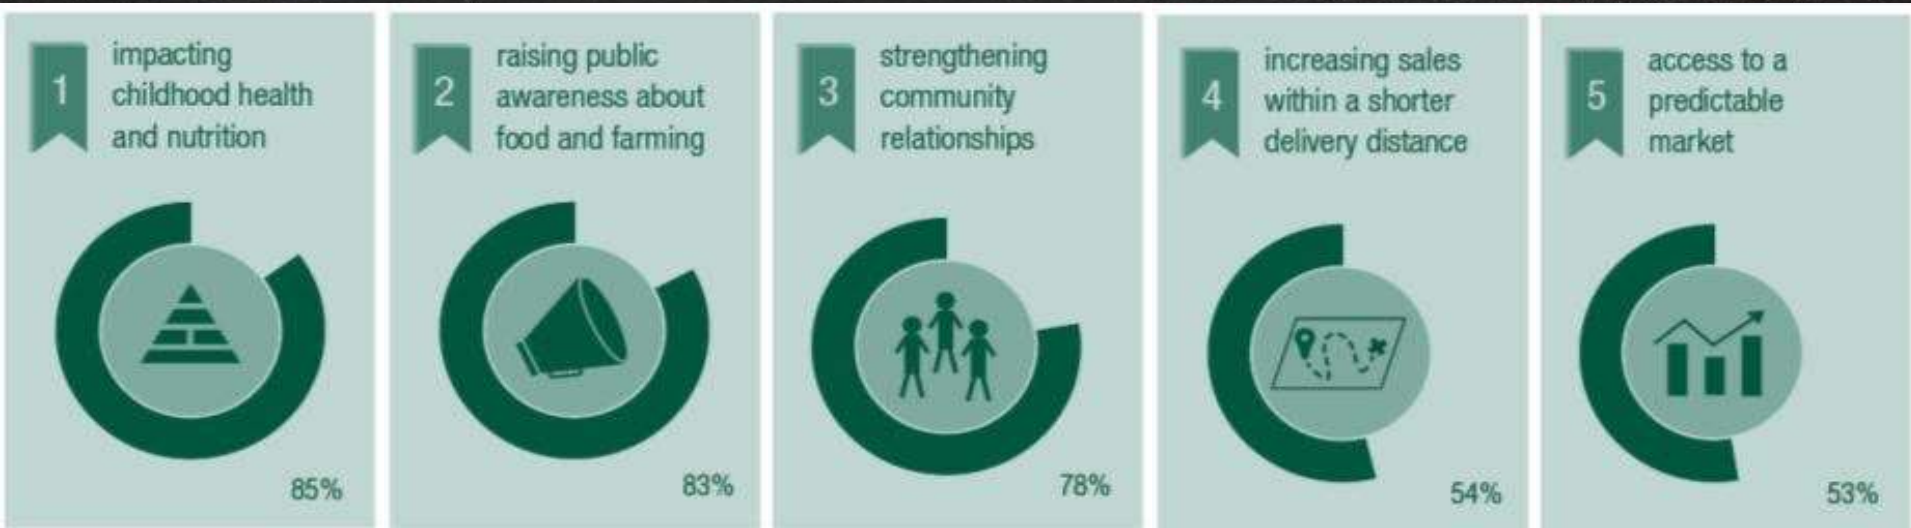 1
impacting
childhood health
and nutrition
85%
2
raising public
awareness about
food and farming
83%
3
strengthening
community
relationships
78%
4
increasing sales
within a shorter
delivery distance
54%
5
access to a
predictable
market
53%